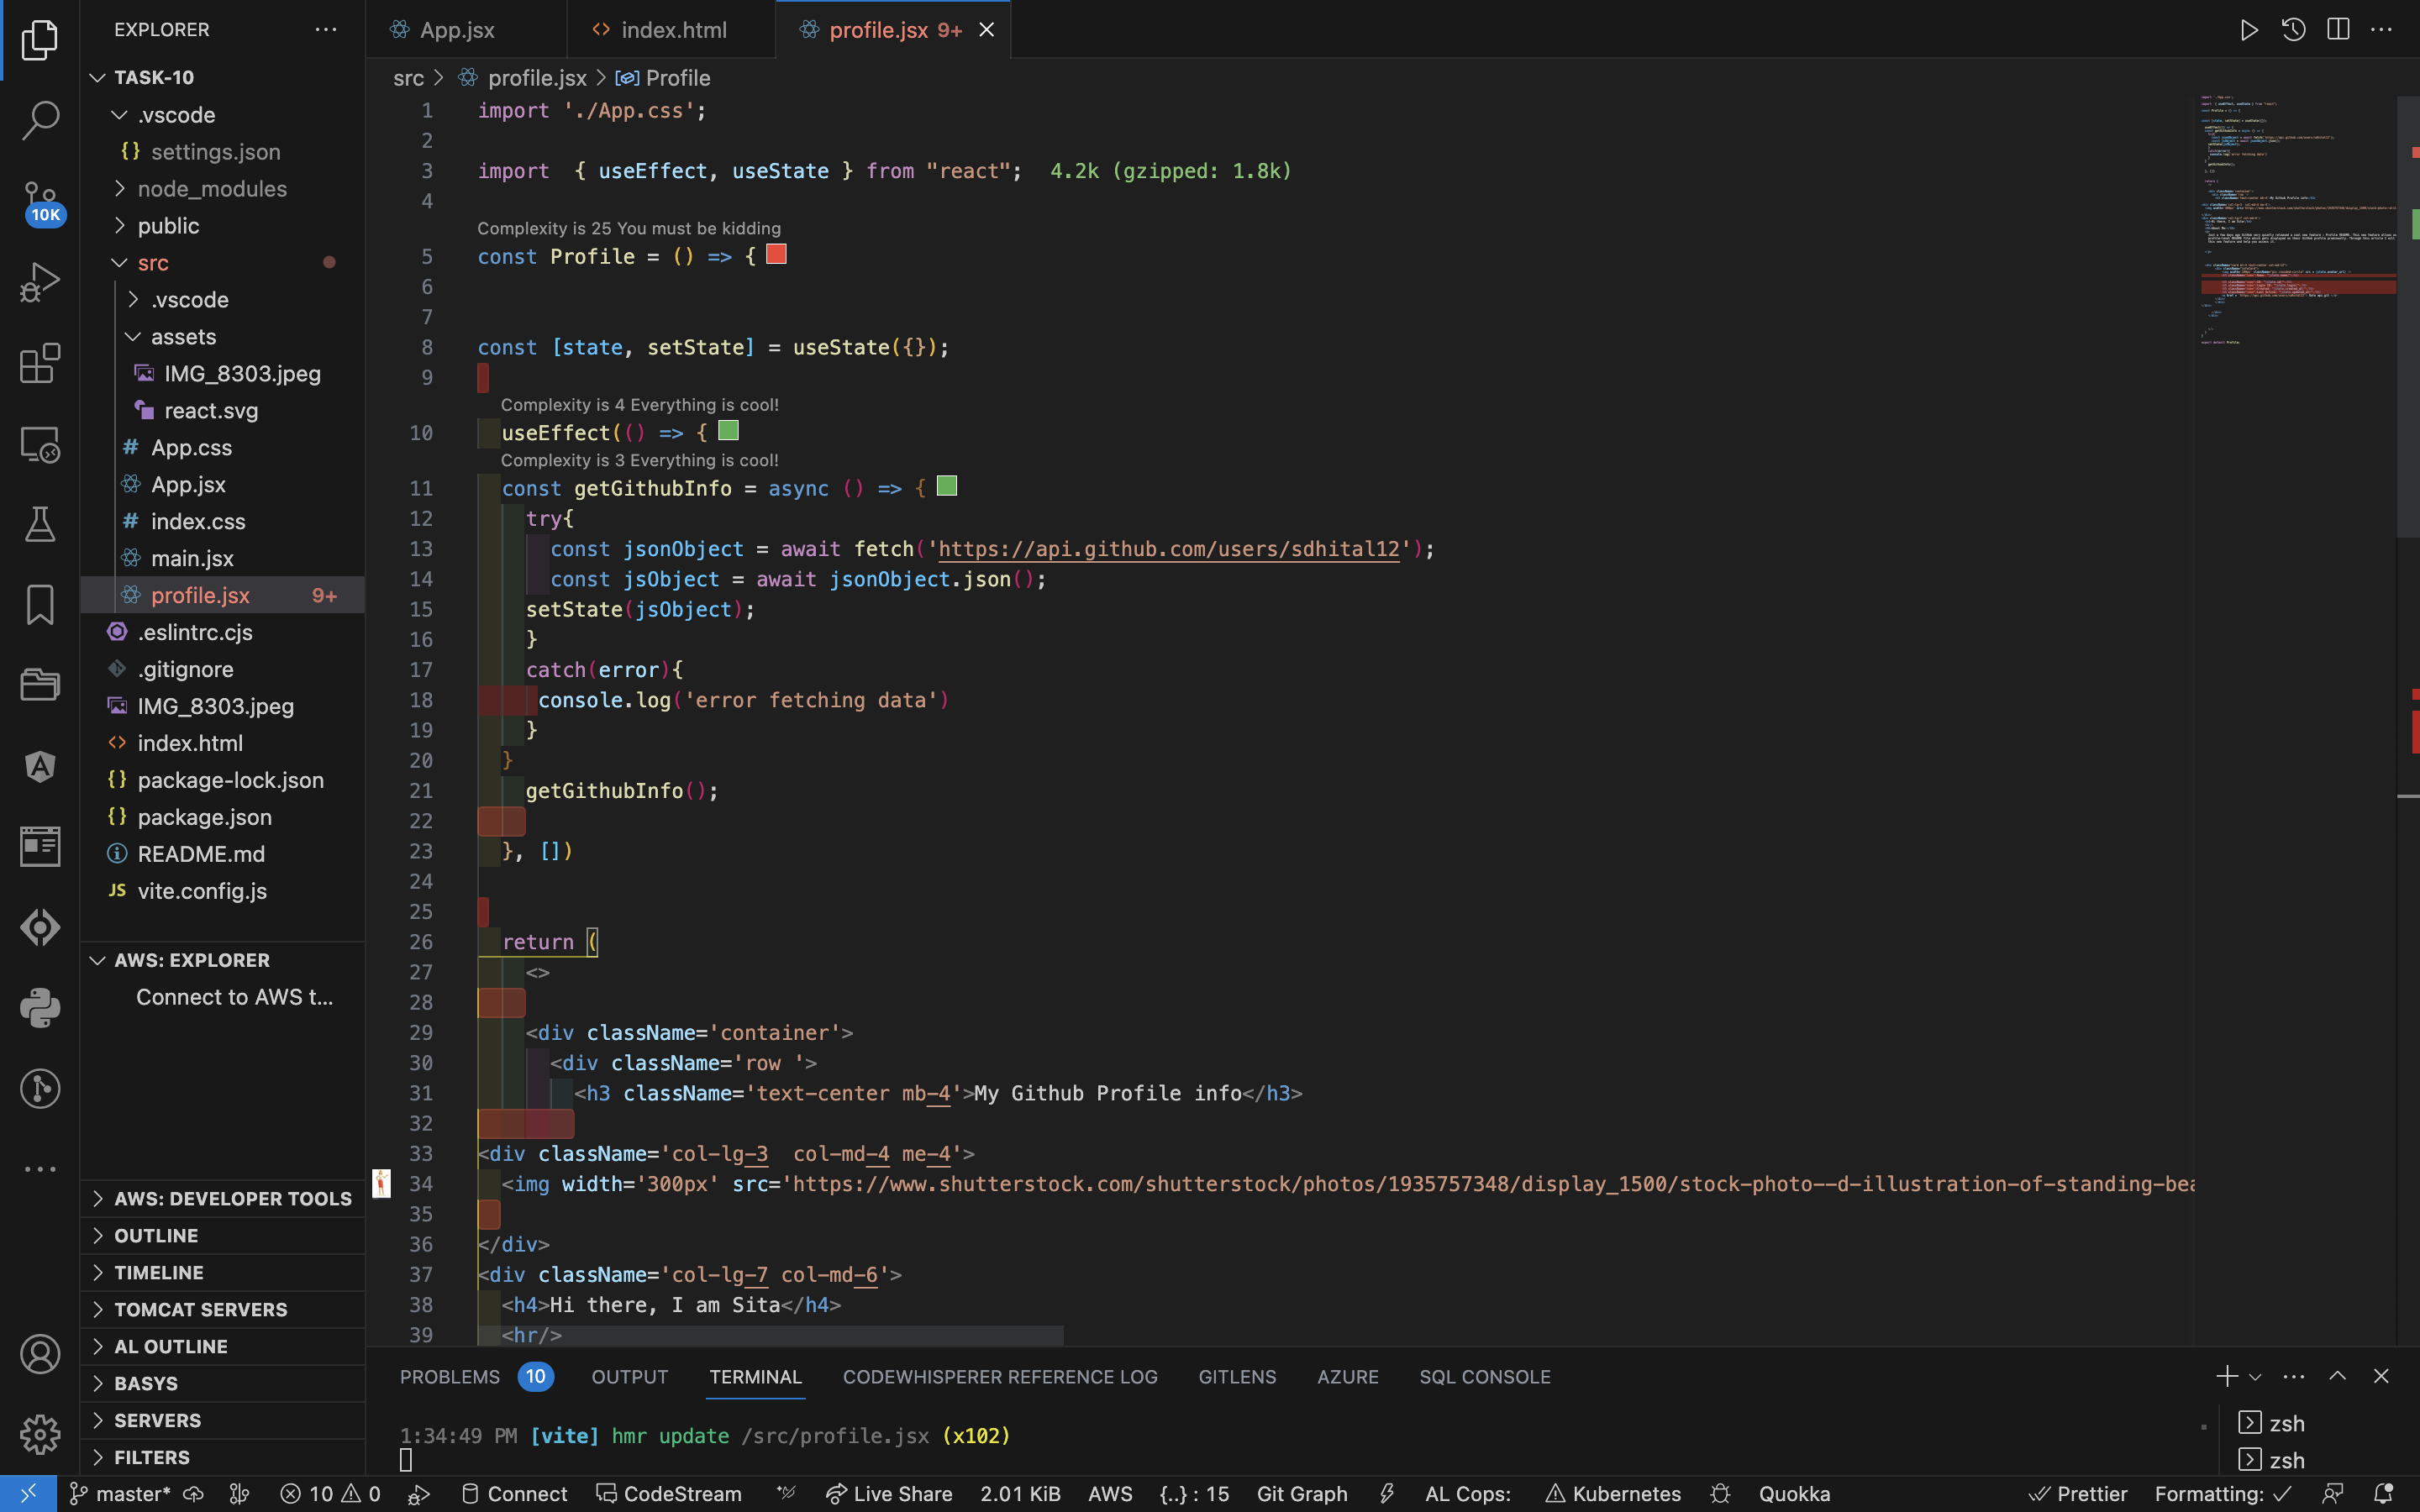 EXPLORER
TASK-10
.vscode
settings.json
node_modules
public
src
.vscode
assets
IMG_8303.jpeg
react.svg
App.css
App.jsx
index.css
main.jsx
profile.jsx 9+
.eslintrc.cjs
.gitignore
IMG_8303.jpeg
index.html
package-lock.json
package.json
README.md
JS vite.config.js
AWS: EXPLORER
Connect to AWS t...
AWS: DEVELOPER TOOLS
OUTLINE
TIMELINE
TOMCAT SERVERS
AL OUTLINE
BASYS
SERVERS
FILTERS
10K
App.jsx index.html profile.jsx 9+
src > profile.jsx > Profile
1 import './App.css';
2
3 import  { useEffect, useState } from "react";  4.2k (gzipped: 1.8k)
4
Complexity is 25 You must be kidding
5 const Profile = () => {
6
7
8 const [state, setState] = useState({});
9
Complexity is 4 Everything is cool!
10 useEffect(() => {
Complexity is 3 Everything is cool!
11 const getGithubInfo = async () => {
12 try{
13 const jsonObject = await fetch('https://api.github.com/users/sdhital12');
14 const jsObject = await jsonObject.json();
15 setState(jsObject);
16 }
17 catch(error){
18 console.log('error fetching data')
19 }
20 }
21 getGithubInfo();
22
23 }, [])
24
25
26 return (
27 <>
28
29 <div className='container'>
30 <div className='row '>
31 <h3 className='text-center mb-4'>My Github Profile info</h3>
32
33 <div className='col-lg-3  col-md-4 me-4'>
34 <img width='300px' src='https://www.shutterstock.com/shutterstock/photos/1935757348/display_1500/stock-photo--d-illustration-of-standing-bea
35
36 </div>
37 <div className='col-lg-7 col-md-6'>
38 <h4>Hi there, I am Sita</h4>
39 <hr/>
PROBLEMS 10 OUTPUT TERMINAL CODEWHISPERER REFERENCE LOG GITLENS AZURE SQL CONSOLE
1:34:49 PM [vite] hmr update /src/profile.jsx (x102)
zsh
zsh
master* 10 0 Connect CodeStream Live Share 2.01 KiB AWS {..} : 15 Git Graph AL Cops: Kubernetes Quokka Prettier Formatting: ✓